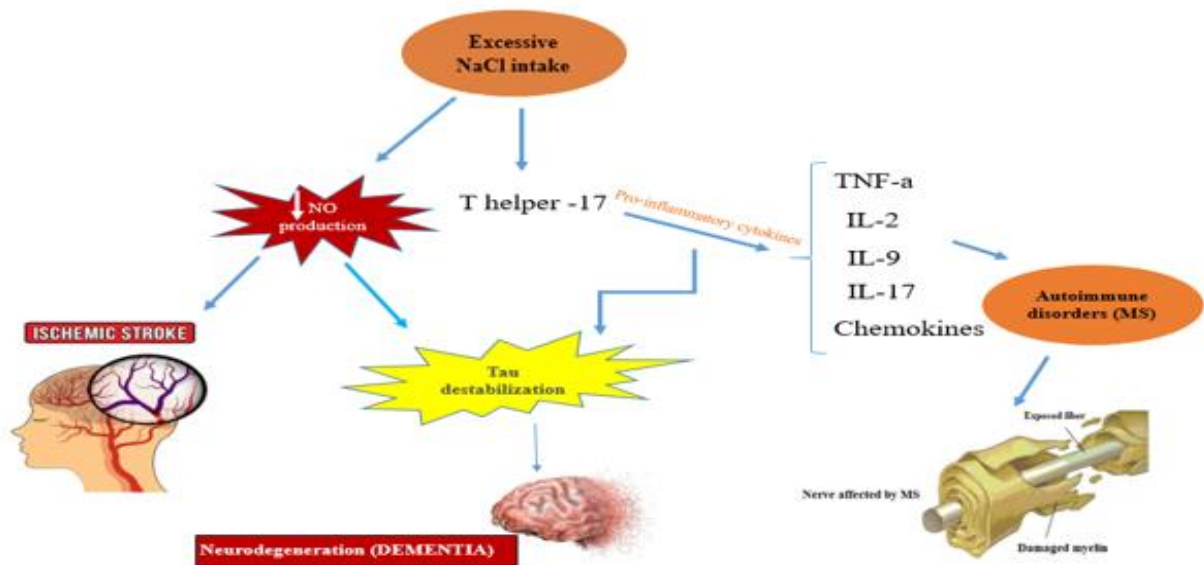 Excessive
NaCl intake
NO
production
T helper -17
Pro-inflammatory cytokines
TNF-a
IL-2
IL-9
IL-17
Chemokines
Autoimmune
disorders (MS)
ISCHEMIC STROKE
Tau
destabilization
Exposed fiber
Nerve affected by MS
Damaged myelin
Neurodegeneration (DEMENTIA)